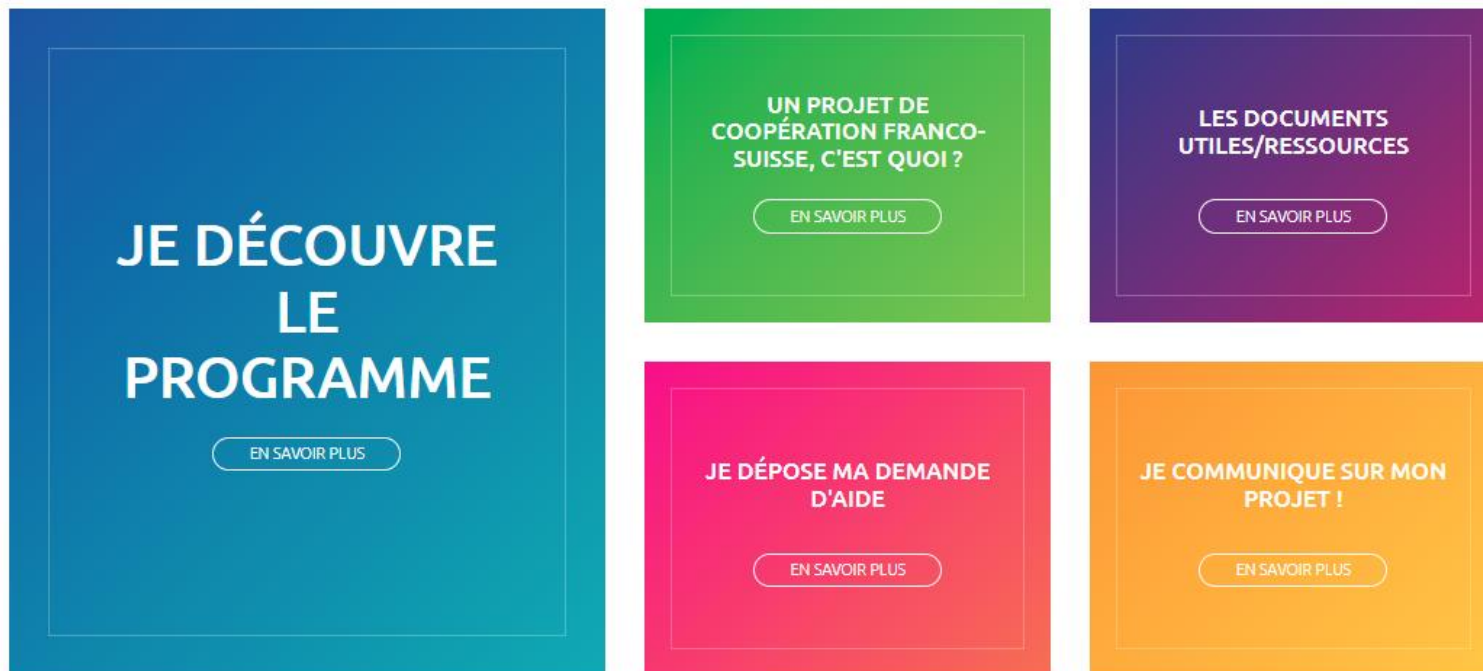 JE DÉCOUVRE
LE
PROGRAMME
EN SAVOIR PLUS
UN PROJET DE
COOPÉRATION FRANCO-
SUISSE, C'EST QUOI ?
EN SAVOIR PLUS
LES DOCUMENTS
UTILES/RESSOURCES
EN SAVOIR PLUS
JE DÉPOSE MA DEMANDE
D'AIDE
EN SAVOIR PLUS
JE COMMUNIQUE SUR MON
PROJET !
EN SAVOIR PLUS